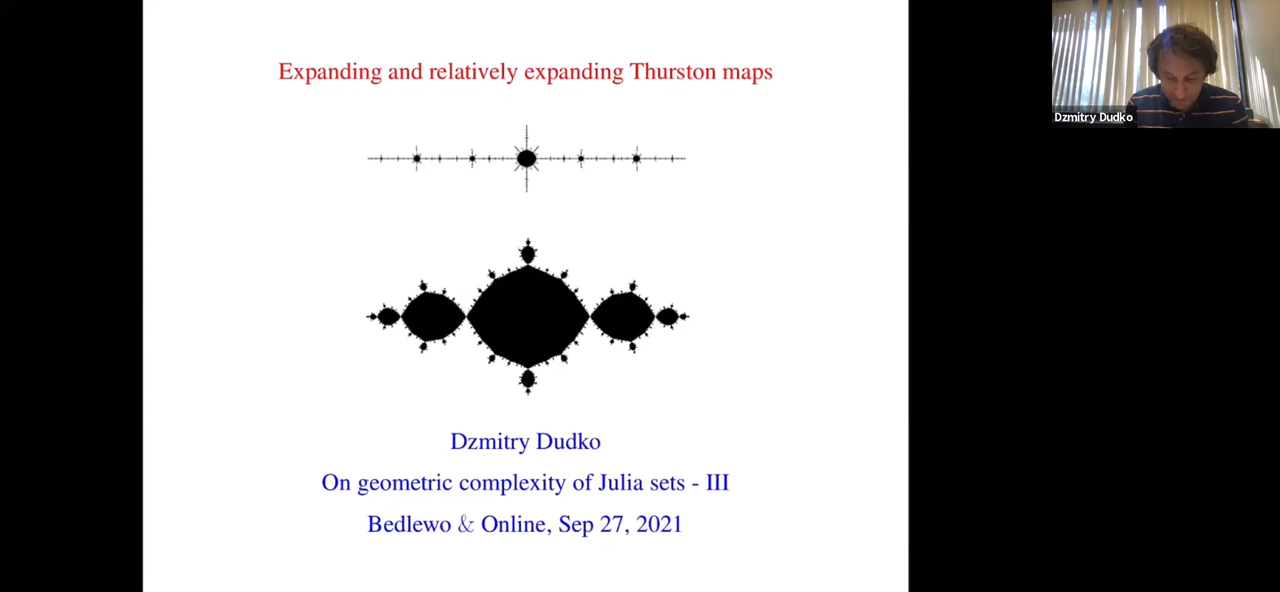 Expanding and relatively expanding Thurston maps
Dzmitry Dudko
Dzmitry Dudko
On geometric complexity of Julia sets - III
Bedlewo & Online, Sep 27, 2021